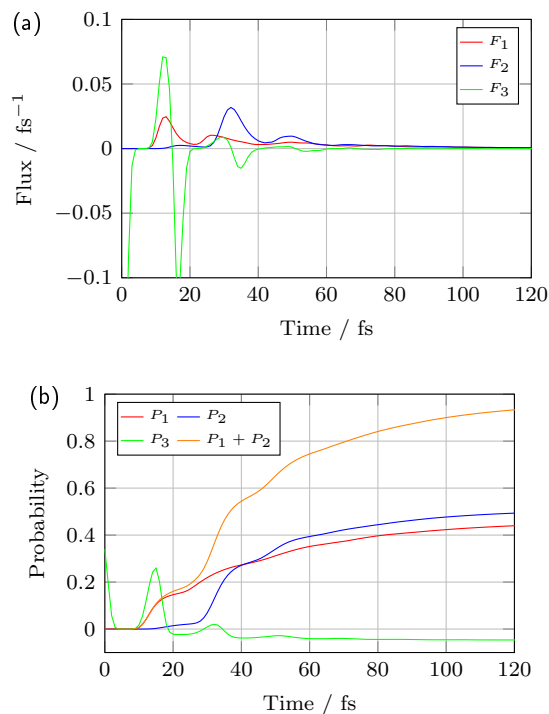 (a)
0.1
0.05
0
−0.05
−0.1
Flux / fs⁻¹
F₁
F₂
F₃
0 20 40 60 80 100 120
Time / fs
(b)
1
0.8
0.6
0.4
0.2
0
Probability
P₁ P₂
P₃ P₁ + P₂
0 20 40 60 80 100 120
Time / fs